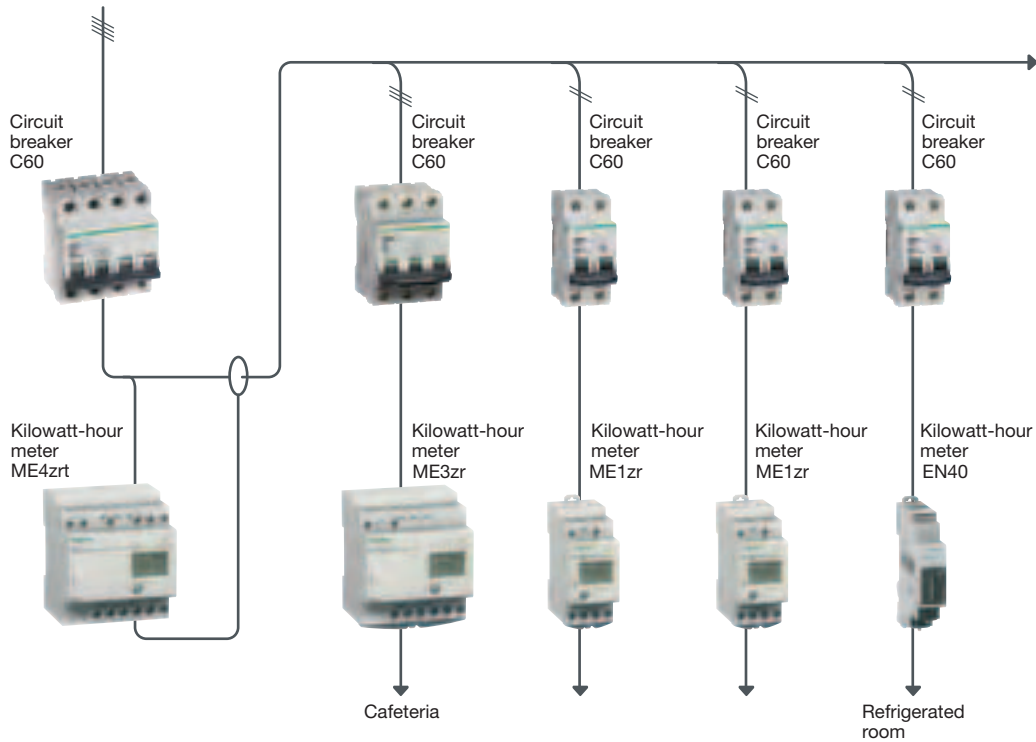 Circuit
breaker
C60
Circuit
breaker
C60
Circuit
breaker
C60
Circuit
breaker
C60
Circuit
breaker
C60
Kilowatt-hour
meter
ME4zrt
Kilowatt-hour
meter
ME3zr
Kilowatt-hour
meter
ME1zr
Kilowatt-hour
meter
ME1zr
Kilowatt-hour
meter
EN40
Cafeteria
Refrigerated
room